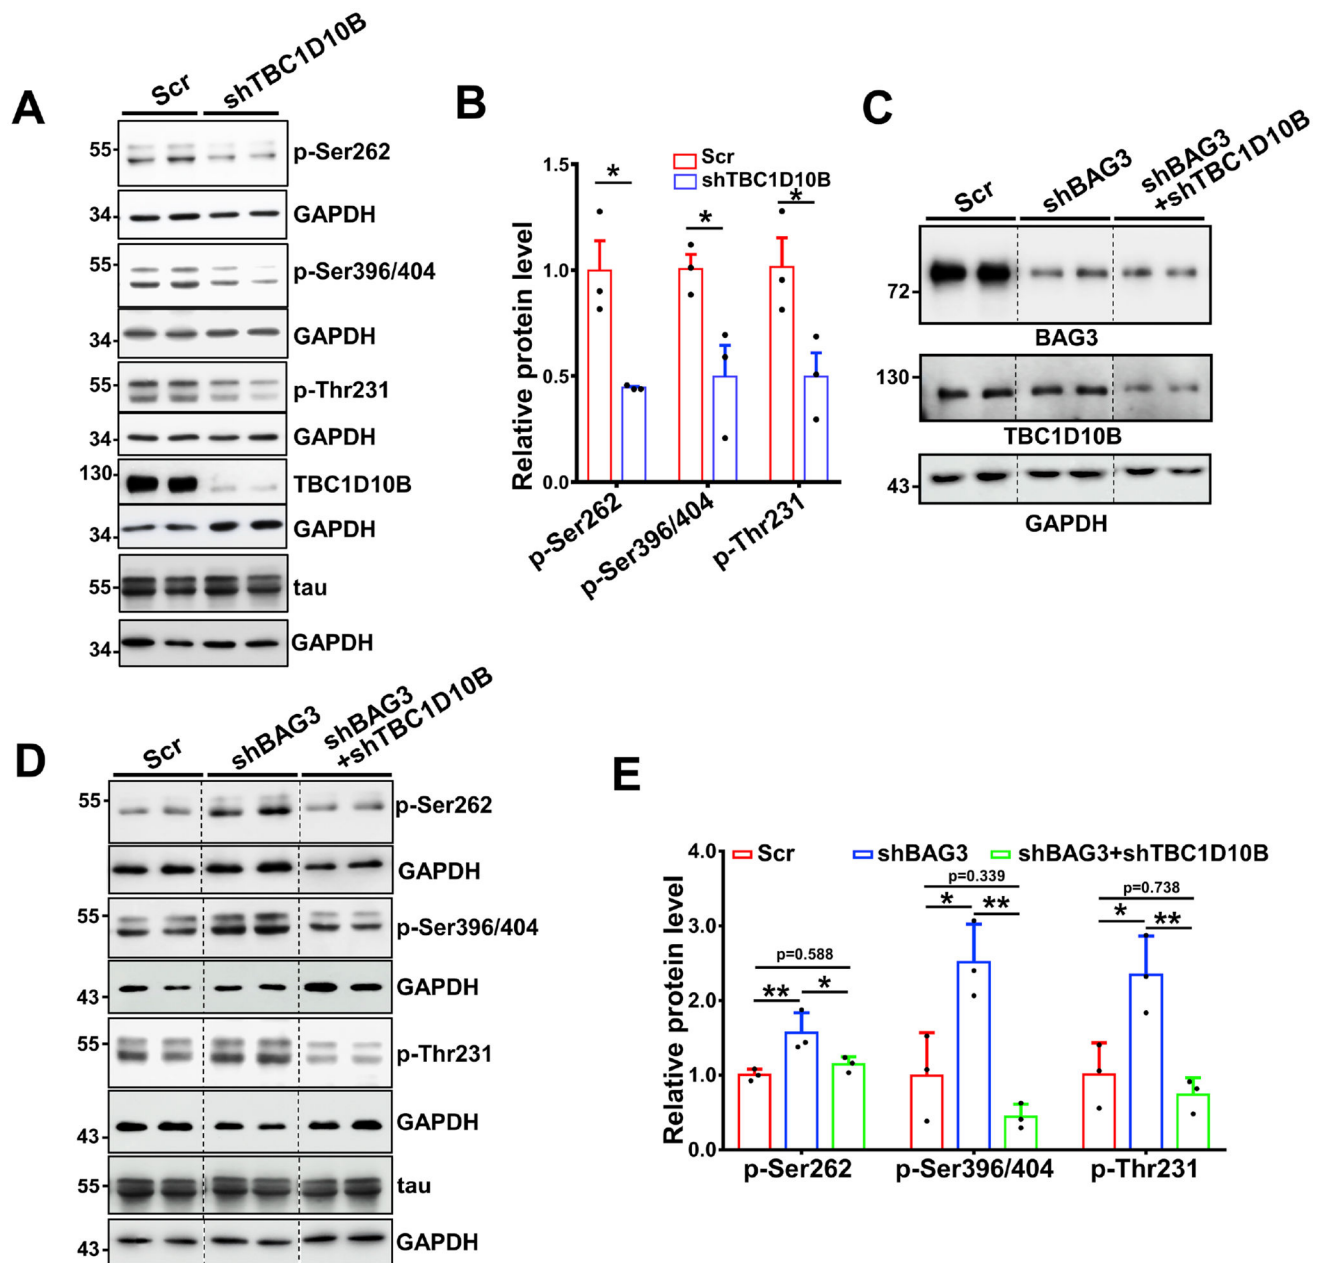 A
Scr
shTBC1D10B
55
p-Ser262
34
GAPDH
55
p-Ser396/404
34
GAPDH
55
p-Thr231
34
GAPDH
130
TBC1D10B
34
GAPDH
55
tau
34
GAPDH
B
Relative protein level
1.5
1.0
0.5
0.0
Scr
shTBC1D10B
*
*
*
p-Ser262
p-Ser396/404
p-Thr231
C
Scr
shBAG3
shBAG3
+shTBC1D10B
72
BAG3
130
TBC1D10B
43
GAPDH
D
Scr
shBAG3
shBAG3
+shTBC1D10B
55
p-Ser262
GAPDH
55
p-Ser396/404
43
GAPDH
55
p-Thr231
43
GAPDH
55
tau
43
GAPDH
E
Relative protein level
4.0
3.0
2.0
1.0
0.0
Scr
shBAG3
shBAG3+shTBC1D10B
p=0.588
**
*
p=0.339
*
**
p=0.738
*
**
p-Ser262
p-Ser396/404
p-Thr231